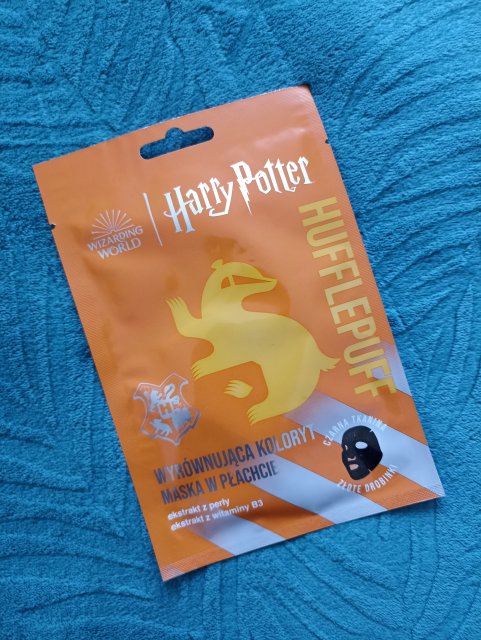 WIZARDING
WORLD
Harry Potter
HUFFLEPUFF
WYRÓWNUJĄCA KOLORYT
MASKA W PŁACHCIE
ekstrakt z perły
ekstrakt z witaminy B3
CZARNA TKANINA
ZŁOTE DROBINKI